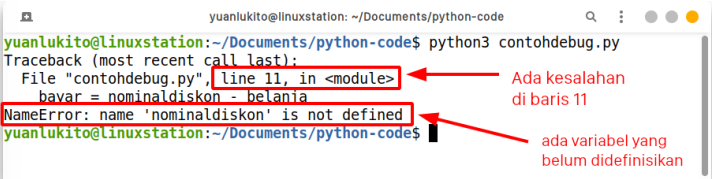 yuanlukito@linuxstation:~/Documents/python-code
yuanlukito@linuxstation:~/Documents/python-code$ python3 contohdebug.py
Traceback (most recent call last):
File "contohdebug.py", line 11, in <module>
bayar = nominaldiskon - belanja
NameError: name 'nominaldiskon' is not defined
yuanlukito@linuxstation:~/Documents/python-code$
Ada kesalahan
di baris 11
ada variabel yang
belum didefinisikan